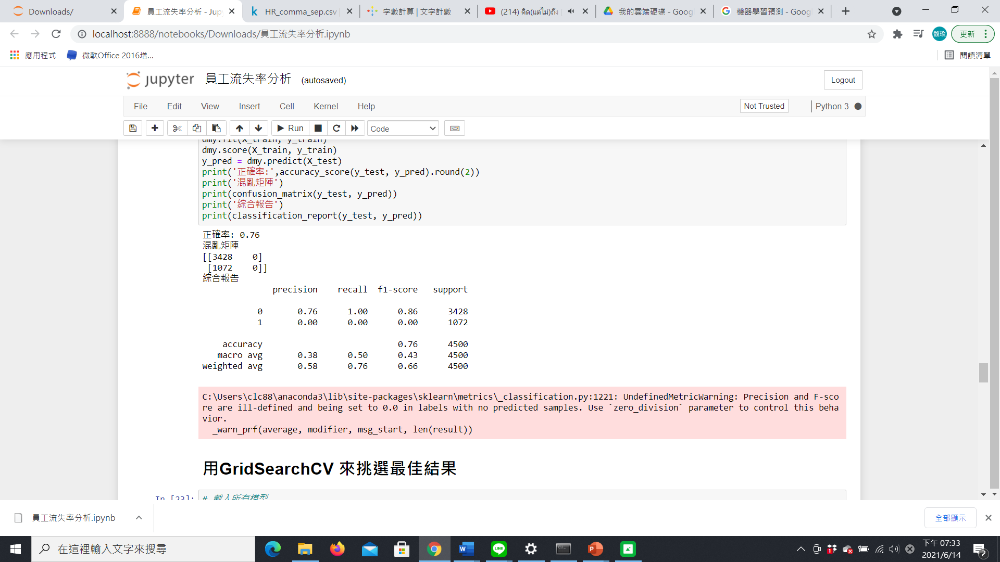 Downloads/
員工流失率分析 - Jup
HR_comma_sep.csv
字數計算 | 文字計數
(214) คิด(แต่ไม่)ถึง
我的雲端硬碟 - Goog
機器學習預測 - Goog
localhost:8888/notebooks/Downloads/員工流失率分析.ipynb
馥瑜
更新
應用程式
微軟Office 2016增...
閱讀清單
jupyter 員工流失率分析 (autosaved)
Logout
File Edit View Insert Cell Kernel Help
Not Trusted
Python 3
Run
Code
dmy.fit(X_train, y_train)
dmy.score(X_train, y_train)
y_pred = dmy.predict(X_test)
print('正確率:',accuracy_score(y_test, y_pred).round(2))
print('混亂矩陣')
print(confusion_matrix(y_test, y_pred))
print('綜合報告')
print(classification_report(y_test, y_pred))
正確率: 0.76
混亂矩陣
[[3428    0]
 [1072    0]]
綜合報告
precision recall f1-score support
0 0.76 1.00 0.86 3428
1 0.00 0.00 0.00 1072
accuracy 0.76 4500
macro avg 0.38 0.50 0.43 4500
weighted avg 0.58 0.76 0.66 4500
C:\Users\clc88\anaconda3\lib\site-packages\sklearn\metrics\_classification.py:1221: UndefinedMetricWarning: Precision and F-sco
re are ill-defined and being set to 0.0 in labels with no predicted samples. Use `zero_division` parameter to control this beha
vior.
_warn_prf(average, modifier, msg_start, len(result))
用GridSearchCV 來挑選最佳結果
In [23]: # 載入所有模型
員工流失率分析.ipynb
全部顯示
在這裡輸入文字來搜尋
下午 07:33
2021/6/14
2